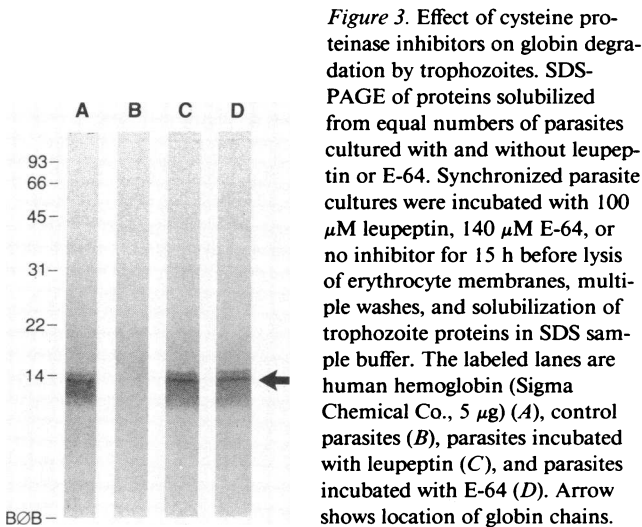 A B C D
93
66
45
31
22
14
BØB
Figure 3. Effect of cysteine pro-
teinase inhibitors on globin degra-
dation by trophozoites. SDS-
PAGE of proteins solubilized
from equal numbers of parasites
cultured with and without leupep-
tin or E-64. Synchronized parasite
cultures were incubated with 100
μM leupeptin, 140 μM E-64, or
no inhibitor for 15 h before lysis
of erythrocyte membranes, multi-
ple washes, and solubilization of
trophozoite proteins in SDS sam-
ple buffer. The labeled lanes are
human hemoglobin (Sigma
Chemical Co., 5 μg) (A), control
parasites (B), parasites incubated
with leupeptin (C), and parasites
incubated with E-64 (D). Arrow
shows location of globin chains.